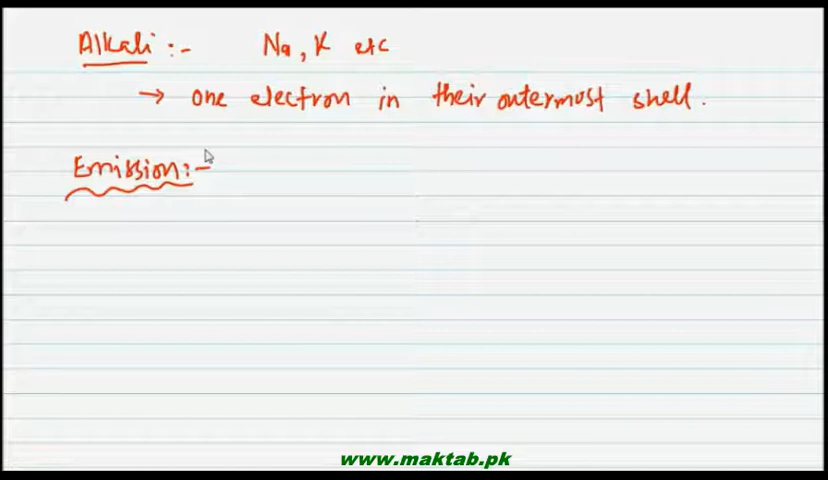 Alkali :- Na, K etc
→ one electron in their outermost shell.
Emission:-
www.maktab.pk